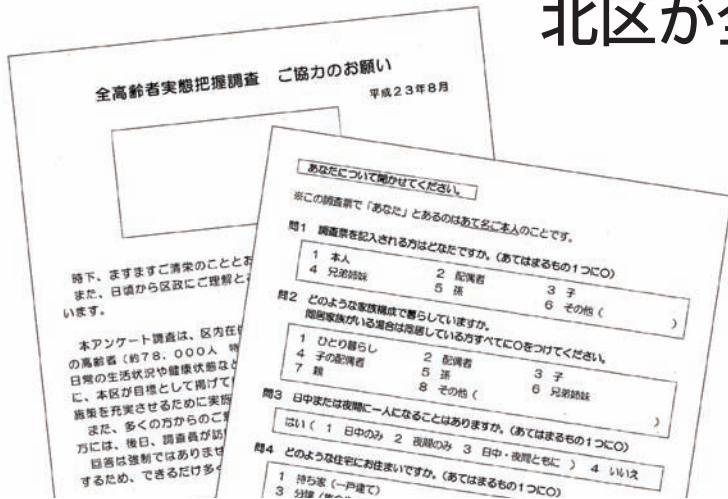 北区が
全高齢者実態把握調査 ご協力のお願い
平成23年8月
時下、ますますご清栄のことと
また、日頃から区政にご理解と
います。
本アンケート調査は、区内在
の高齢者(約78,000人
日常の生活状況や健康状態など
に、本区が目標として掲げて
施策を充実させるために実施
また、多くの方からのご
方には、後日、調査員が訪
回答は強制ではありませ
するため、できるだけ多く
あなたについて聞かせてください。
※この調査票で「あなた」とあるのはあて名ご本人のことです。
問1 調査票を記入される方はどなたですか。(あてはまるもの1つに○)
1 本人 2 配偶者 3 子
4 兄弟姉妹 5 孫 6 その他( )
問2 どのような家族構成で暮らしていますか。
同居家族がいる場合は同居している方すべてに○をつけてください。
1 ひとり暮らし 2 配偶者 3 子
4 子の配偶者 5 孫 6 兄弟姉妹
7 親 8 その他( )
問3 日中または夜間に一人になることはありますか。(あてはまるもの1つに○)
はい( 1 日中のみ 2 夜間のみ 3 日中・夜間ともに ) 4 いいえ
問4 どのような住宅にお住まいですか。(あてはまるもの1つに○)
1 持ち家(一戸建て)
3 分譲